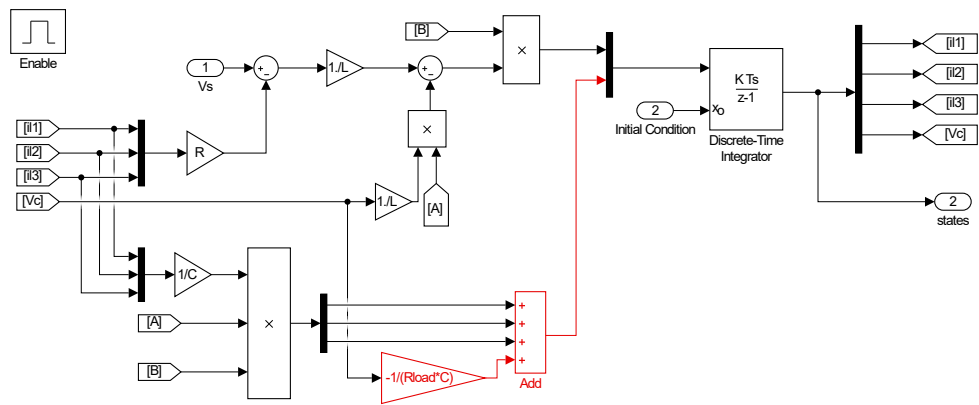 Enable
1
Vs
+
−
1./L
+
−
[B]
×
×
[A]
[il1]
[il2]
[il3]
[Vc]
R
1./L
1/C
[A]
[B]
×
-1/(Rload*C)
+
+
+
+
Add
2
Initial Condition
K Ts
z-1
xo
Discrete-Time
Integrator
[il1]
[il2]
[il3]
[Vc]
2
states